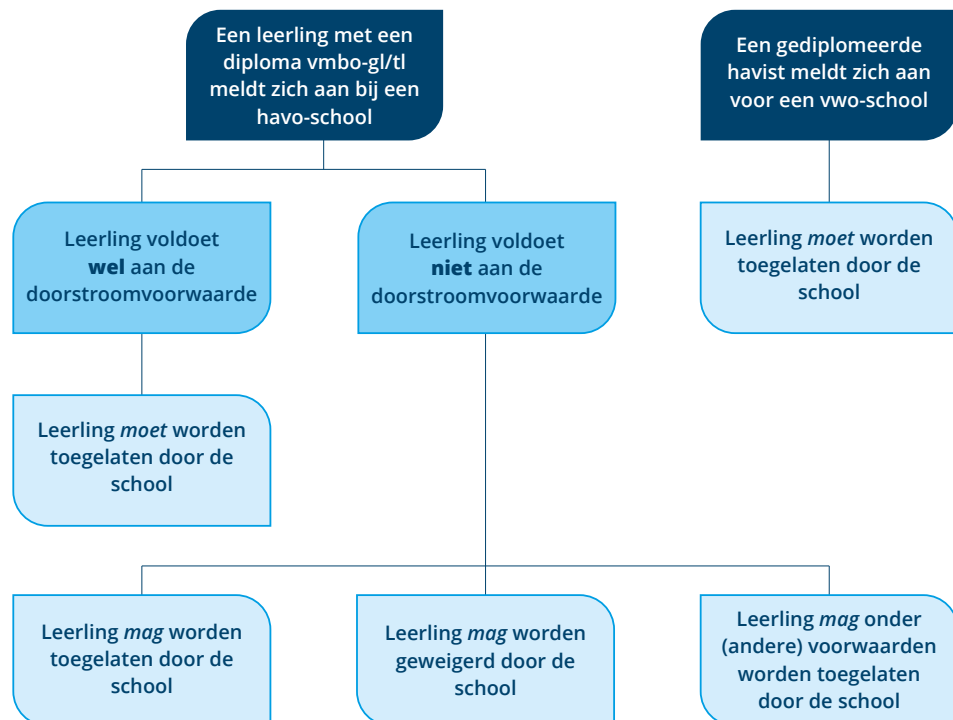 Een leerling met een
diploma vmbo-gl/tl
meldt zich aan bij een
havo-school
Een gediplomeerde
havist meldt zich aan
voor een vwo-school
Leerling voldoet
wel aan de
doorstroomvoorwaarde
Leerling voldoet
niet aan de
doorstroomvoorwaarde
Leerling moet worden
toegelaten door de
school
Leerling moet worden
toegelaten door de
school
Leerling mag worden
toegelaten door de
school
Leerling mag worden
geweigerd door de
school
Leerling mag onder
(andere) voorwaarden
worden toegelaten
door de school